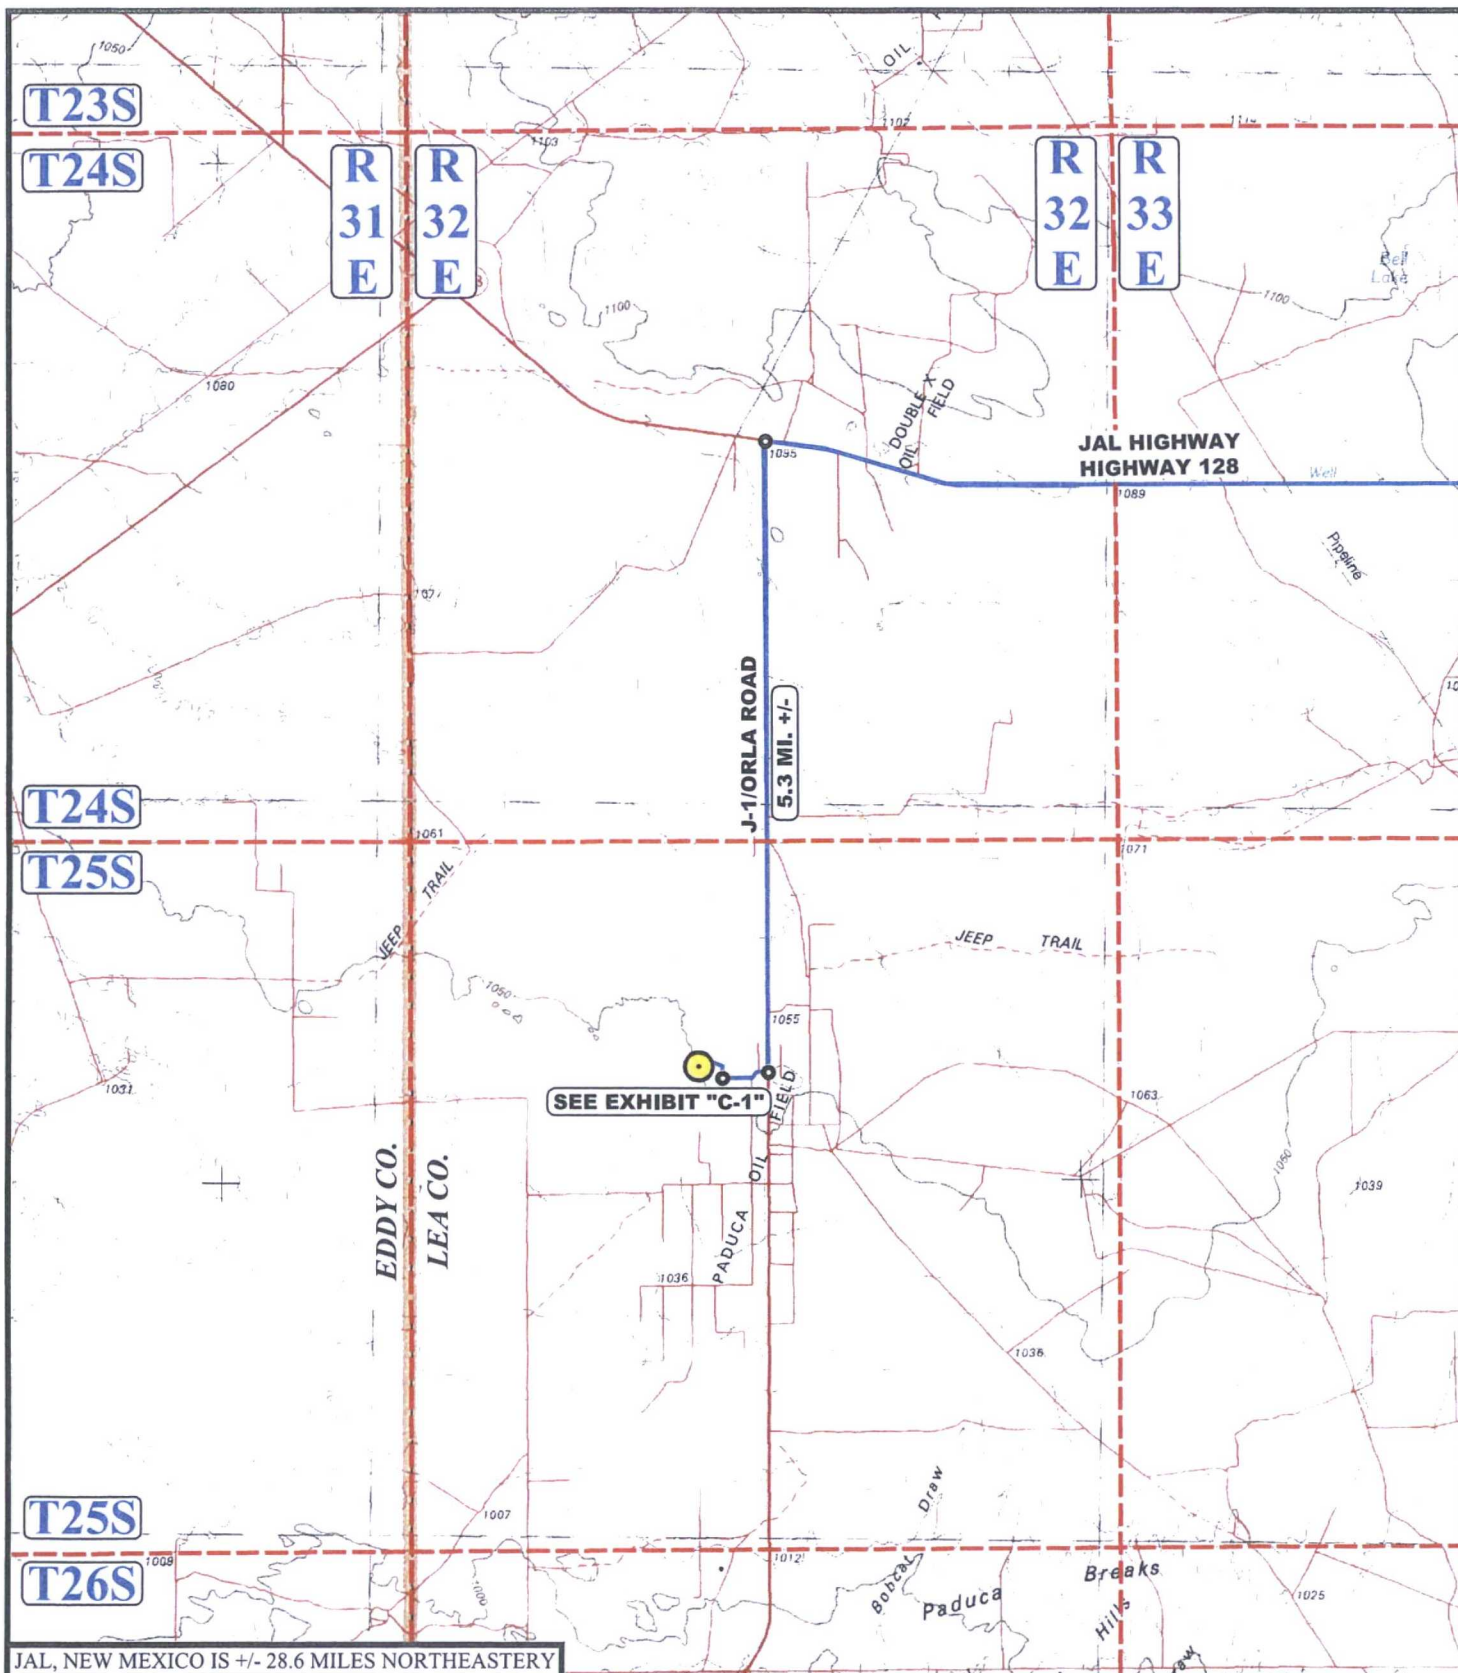 1050
OIL
T23S
1102
1103
T24S
R
31
E
R
32
E
R
32
E
R
33
E
Bell
Lake
1100
1100
1080
DOUBLE X
FIELD
OIL
1095
JAL HIGHWAY
HIGHWAY 128
Well
1089
Pipeline
1077
J-1/ORLA ROAD
5.3 MI. +/-
T24S
1061
1071
T25S
JEEP TRAIL
JEEP TRAIL
1050
1055
1031
SEE EXHIBIT "C-1"
FIELD
OIL
PADUCA
1063
EDDY CO.
LEA CO.
1050
1039
1036
1036
T25S
1007
Draw
Bobcat
1009
1012
T26S
1000
Breaks
Paduca
Hills
1025
JAL, NEW MEXICO IS +/- 28.6 MILES NORTHEASTERY